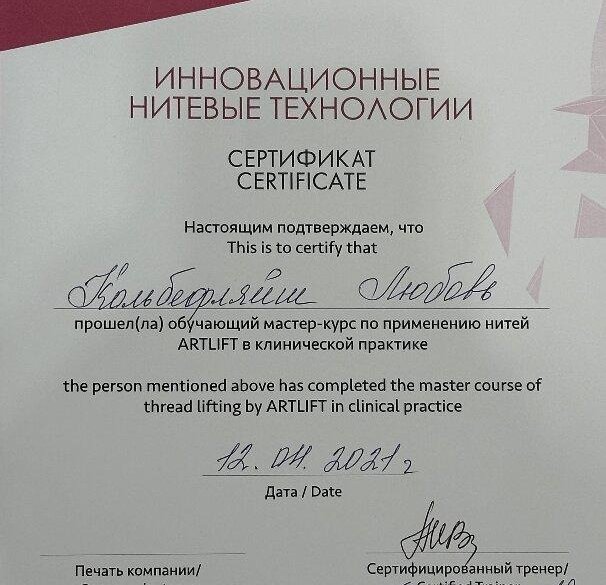 ИННОВАЦИОННЫЕ
НИТЕВЫЕ ТЕХНОЛОГИИ
СЕРТИФИКАТ
CERTIFICATE
Настоящим подтверждаем, что
This is to certify that
Кольбефляйш Любовь
прошел(ла) обучающий мастер-курс по применению нитей
ARTLIFT в клинической практике
the person mentioned above has completed the master course of
thread lifting by ARTLIFT in clinical practice
12. 04. 2021 г
Дата / Date
Печать компании/
Сертифицированный тренер/